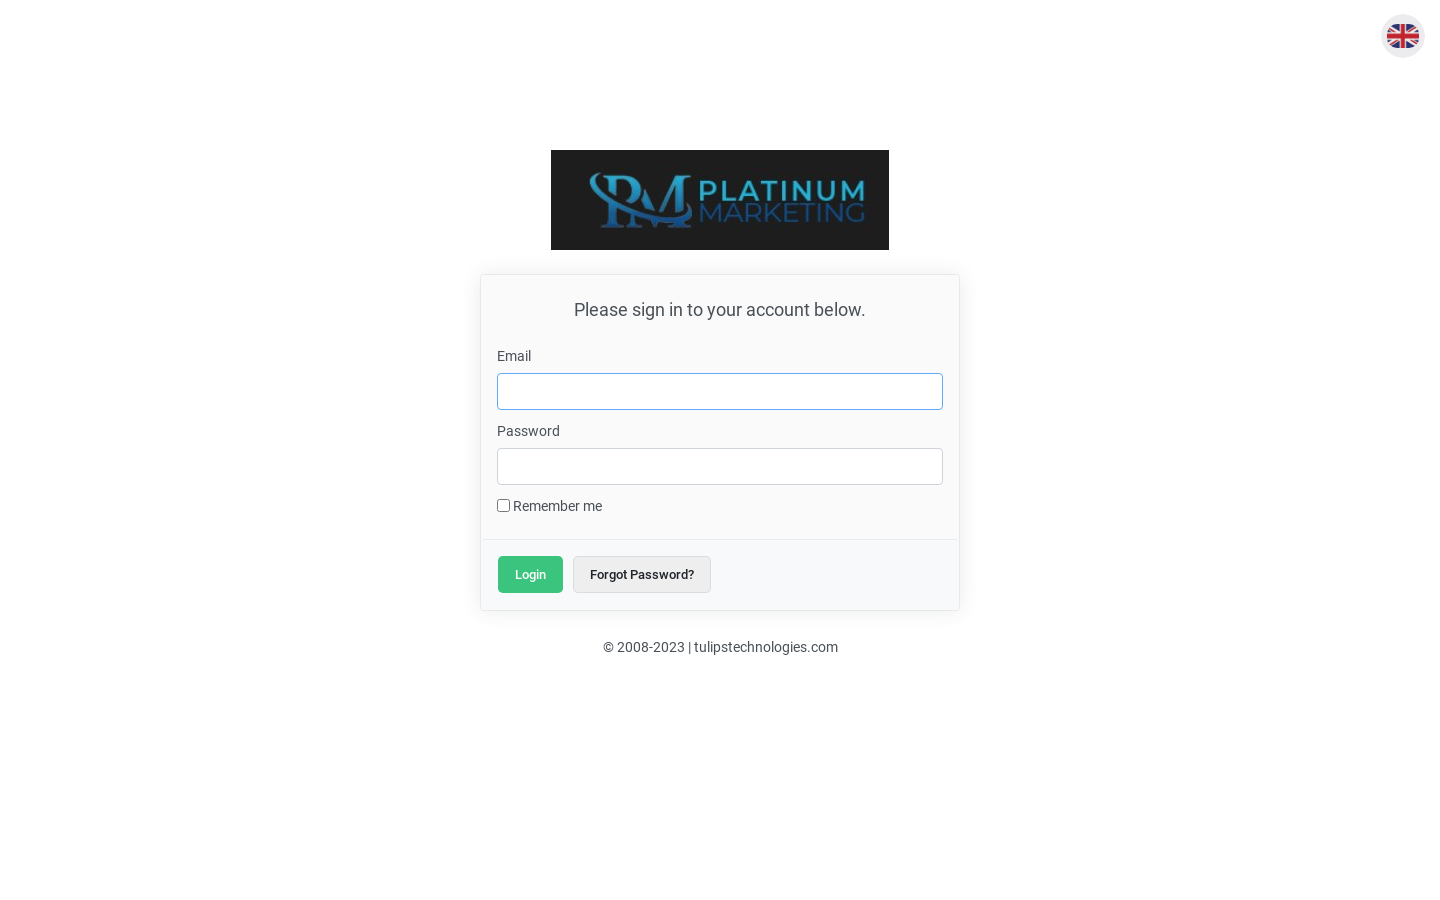 PLATINUM
MARKETING
Please sign in to your account below.
Email
Password
Remember me
Login
Forgot Password?
© 2008-2023 | tulipstechnologies.com